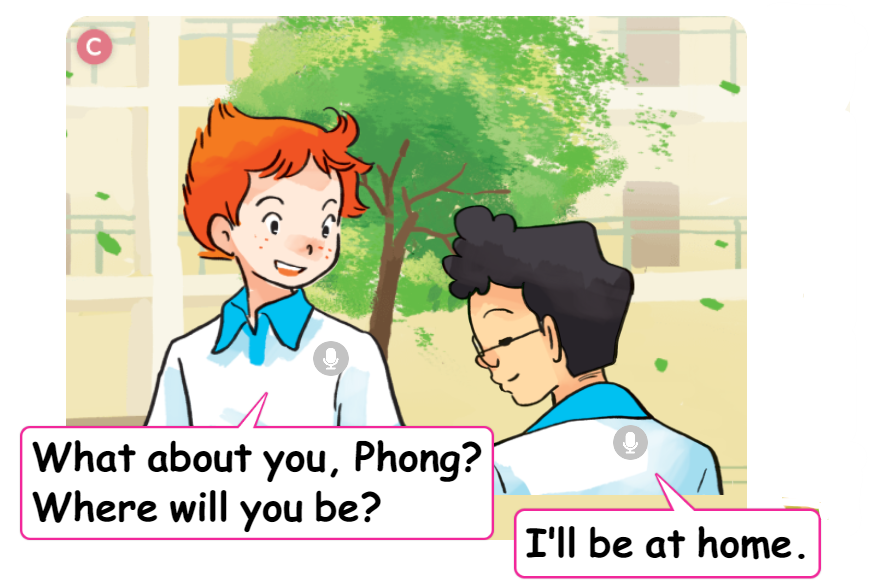 C
What about you, Phong?
Where will you be?
I'll be at home.